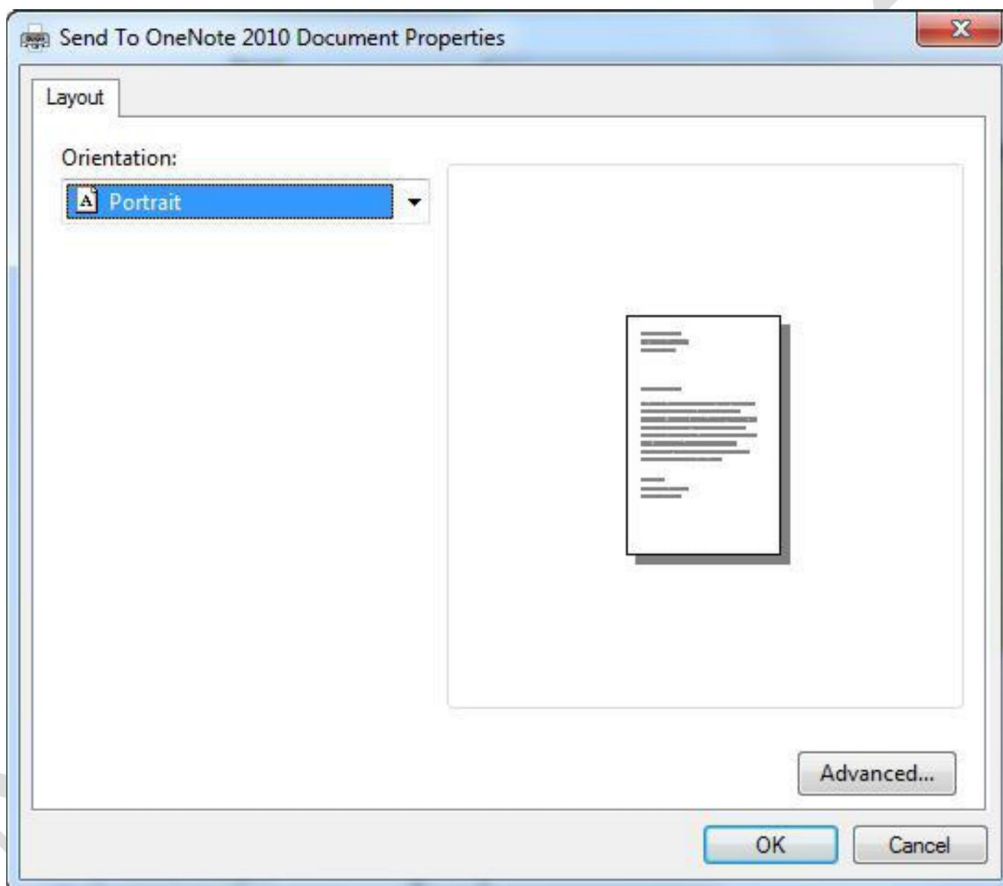 Send To OneNote 2010 Document Properties
Layout
Orientation:
A Portrait
Advanced...
OK Cancel